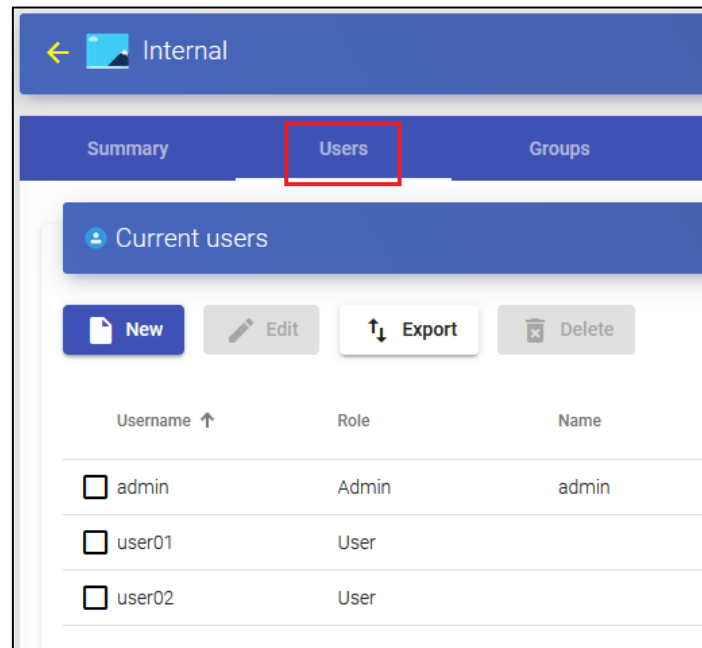 Internal
Summary Users Groups
Current users
New Edit Export Delete
Username Role Name
admin Admin admin
user01 User
user02 User